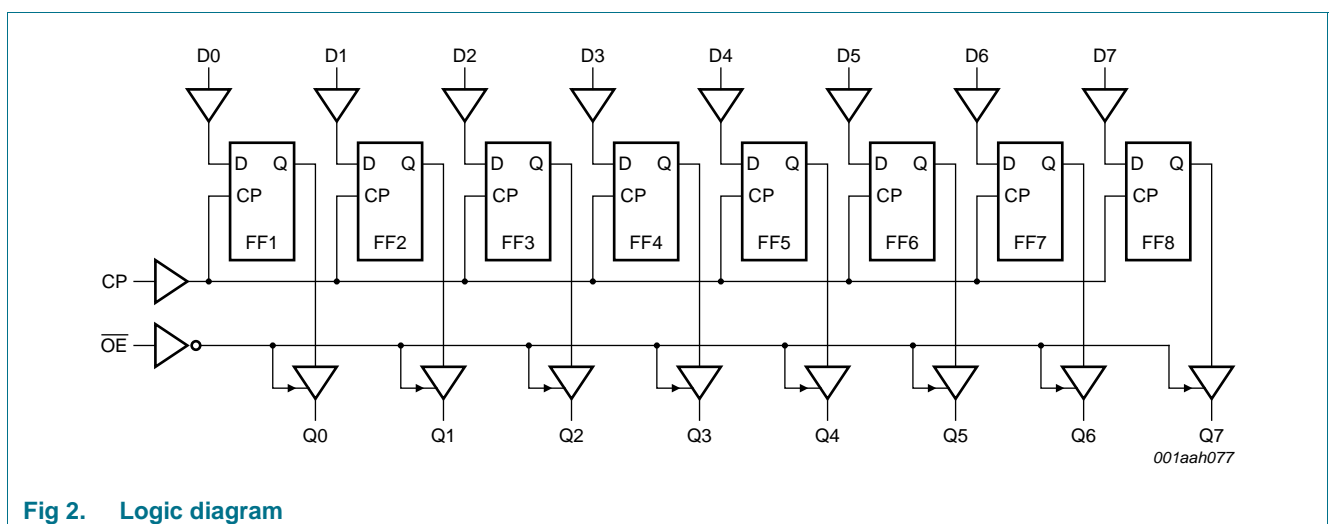 D0 D1 D2 D3 D4 D5 D6 D7
D Q D Q D Q D Q D Q D Q D Q D Q
CP CP CP CP CP CP CP CP
FF1 FF2 FF3 FF4 FF5 FF6 FF7 FF8
CP
O̅E̅
Q0 Q1 Q2 Q3 Q4 Q5 Q6 Q7
001aah077
Fig 2. Logic diagram